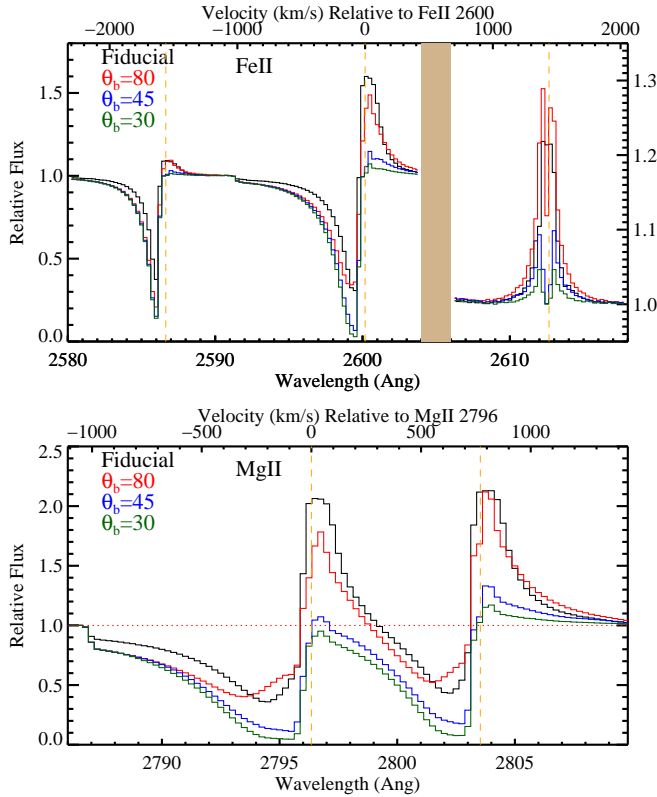 Velocity (km/s) Relative to FeII 2600
−2000 −1000 0 1000 2000
Fiducial
FeII
θb=80
θb=45
θb=30
Relative Flux
0.0 0.5 1.0 1.5
1.0 1.1 1.2 1.3
2580 2590 2600 2610
Wavelength (Ang)
Velocity (km/s) Relative to MgII 2796
−1000 −500 0 500 1000
Fiducial
MgII
θb=80
θb=45
θb=30
Relative Flux
0.0 0.5 1.0 1.5 2.0 2.5
2790 2795 2800 2805
Wavelength (Ang)